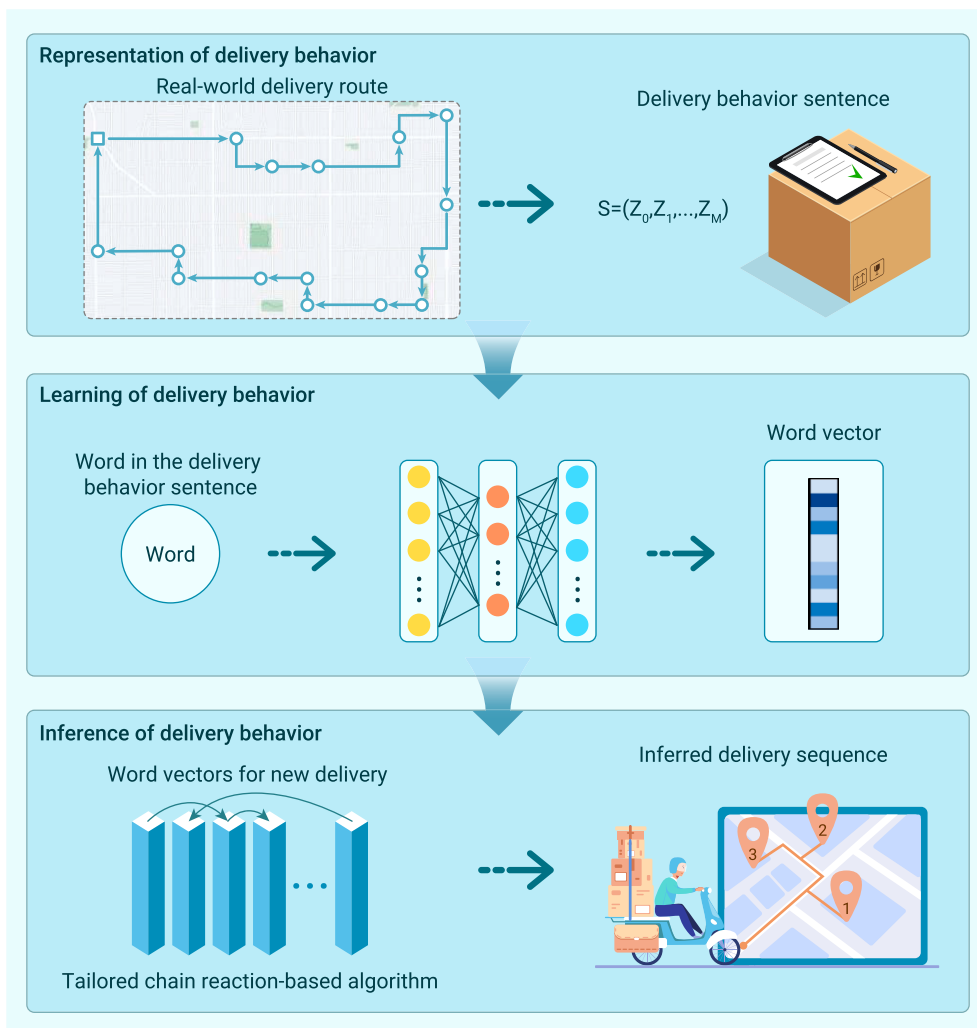 Representation of delivery behavior
Real-world delivery route
Delivery behavior sentence
S=(Z₀,Z₁,...,Z_M)
Learning of delivery behavior
Word in the delivery
behavior sentence
Word
Word vector
Inference of delivery behavior
Word vectors for new delivery
Tailored chain reaction-based algorithm
Inferred delivery sequence
2
3
1